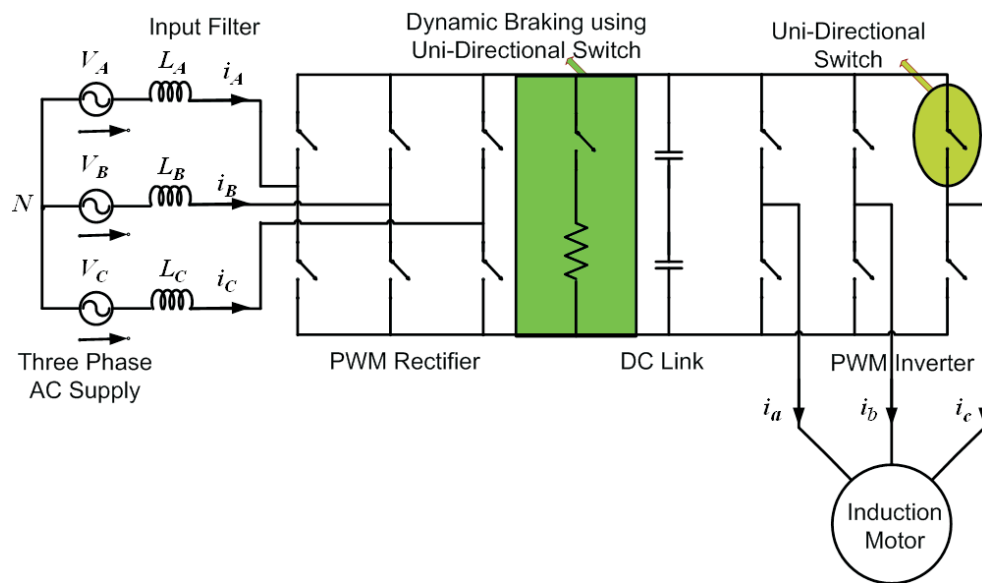 Input Filter
Dynamic Braking using
Uni-Directional Switch
Uni-Directional
Switch
V_A
L_A
i_A
V_B
L_B
i_B
N
V_C
L_C
i_C
Three Phase
AC Supply
PWM Rectifier
DC Link
PWM Inverter
i_a
i_b
i_c
Induction
Motor